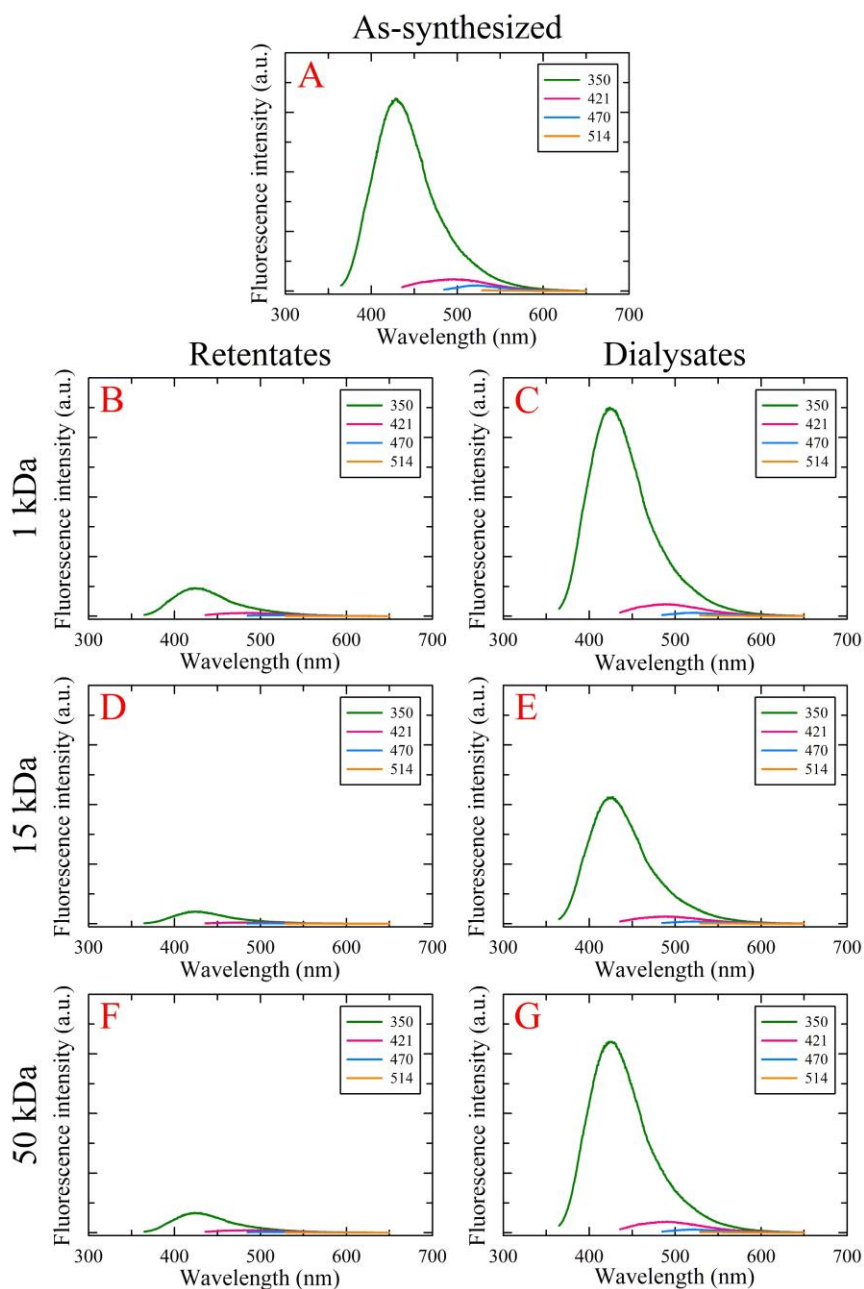 As-synthesized
A
350
421
470
514
Fluorescence intensity (a.u.)
300 400 500 600 700
Wavelength (nm)
Retentates
Dialysates
1 kDa
B
350
421
470
514
Fluorescence intensity (a.u.)
300 400 500 600 700
Wavelength (nm)
C
350
421
470
514
Fluorescence intensity (a.u.)
300 400 500 600 700
Wavelength (nm)
15 kDa
D
350
421
470
514
Fluorescence intensity (a.u.)
300 400 500 600 700
Wavelength (nm)
E
350
421
470
514
Fluorescence intensity (a.u.)
300 400 500 600 700
Wavelength (nm)
50 kDa
F
350
421
470
514
Fluorescence intensity (a.u.)
300 400 500 600 700
Wavelength (nm)
G
350
421
470
514
Fluorescence intensity (a.u.)
300 400 500 600 700
Wavelength (nm)